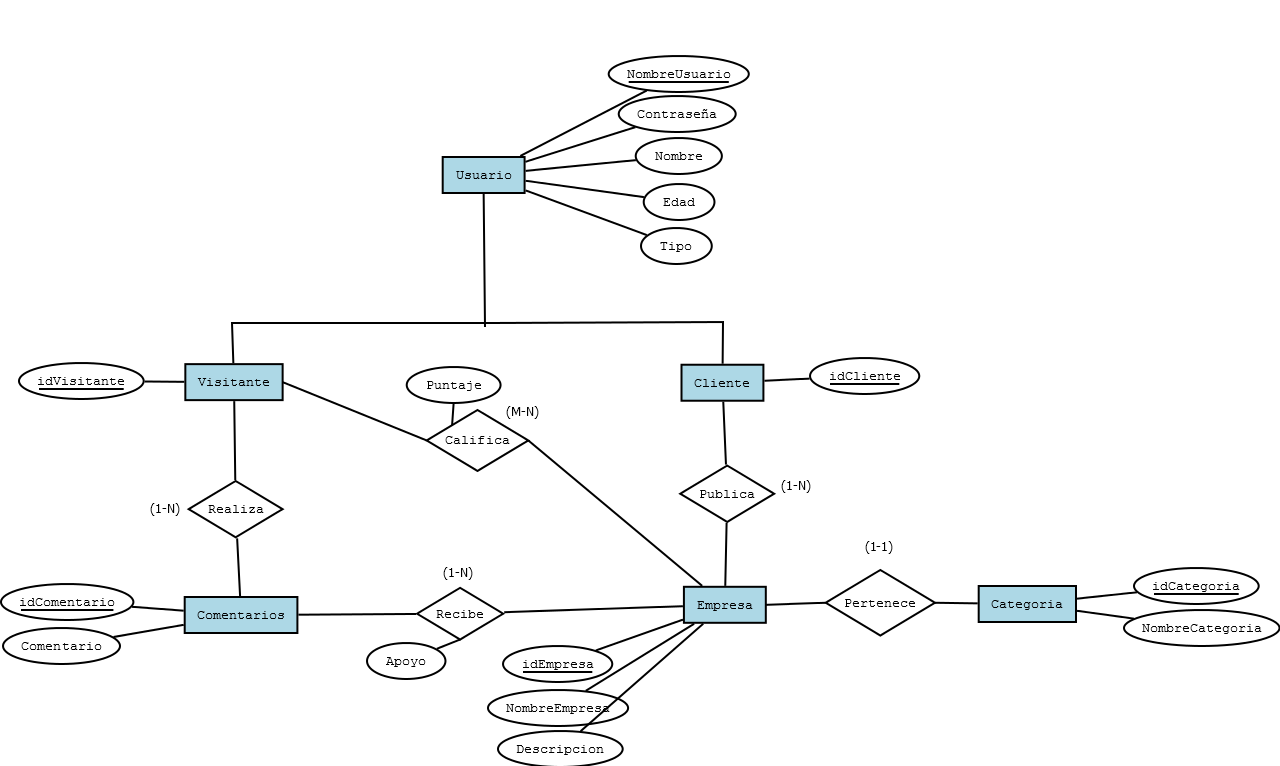 NombreUsuario
Contraseña
Nombre
Usuario
Edad
Tipo
idVisitante
Visitante
Puntaje
(M-N)
Califica
Cliente
idCliente
(1-N)
Realiza
Publica
(1-N)
(1-N)
(1-1)
idComentario
Comentario
Comentarios
Recibe
Apoyo
Empresa
Pertenece
Categoria
idCategoria
NombreCategoria
idEmpresa
NombreEmpresa
Descripcion